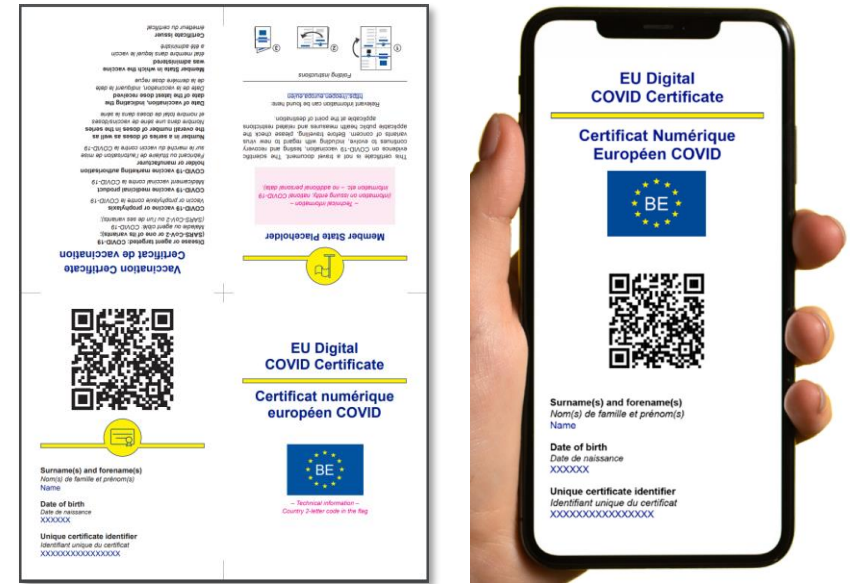 Vaccination Certificate
Certificat de vaccination
Disease or agent targeted: COVID-19
(SARS-CoV-2 or one of its variants);
Maladie ou agent ciblé: COVID-19
(SARS-CoV-2 ou l'un de ses variants);
COVID-19 vaccine or prophylaxis
Vaccin ou prophylaxie contre la COVID-19
COVID-19 vaccine medicinal product
Médicament vaccinal contre la COVID-19
COVID-19 vaccine marketing authorisation
holder or manufacturer
Fabricant ou titulaire de l'autorisation de mise
sur le marché du vaccin contre la COVID-19
Number in a series of doses as well as
the overall number of doses in the series
Nombre dans une série de vaccins/doses
et nombre total de doses dans la série
Date of vaccination, indicating the
date of the latest dose received
Date de la vaccination, indiquant la date
de la dernière dose reçue
Member State in which the vaccine
was administered
état membre dans lequel le vaccin
a été administré
Certificate issuer
émetteur du certificat
Member State Placeholder
– Technical information –
(information on issuing entity, national COVID-19
information etc. – no additional personal data)
This certificate is not a travel document. The scientific
evidence on COVID-19 vaccination, testing and recovery
continues to evolve, including with regard to new virus
variants of concern. Before travelling, please check the
applicable public health measures and related restrictions
applicable at the point of destination.
Relevant information can be found here:
https://reopen.europa.eu/en
Folding instructions
1
2
3
Surname(s) and forename(s)
Nom(s) de famille et prénom(s)
Name
Date of birth
Date de naissance
XXXXXX
Unique certificate identifier
Identifiant unique du certificat
XXXXXXXXXXXXXXXX
EU Digital
COVID Certificate
Certificat numérique
européen COVID
BE
– Technical information –
Country 2-letter code in the flag
EU Digital
COVID Certificate
Certificat Numérique
Européen COVID
BE
Surname(s) and forename(s)
Nom(s) de famille et prénom(s)
Name
Date of birth
Date de naissance
XXXXXX
Unique certificate identifier
Identifiant unique du certificat
XXXXXXXXXXXXXXXX